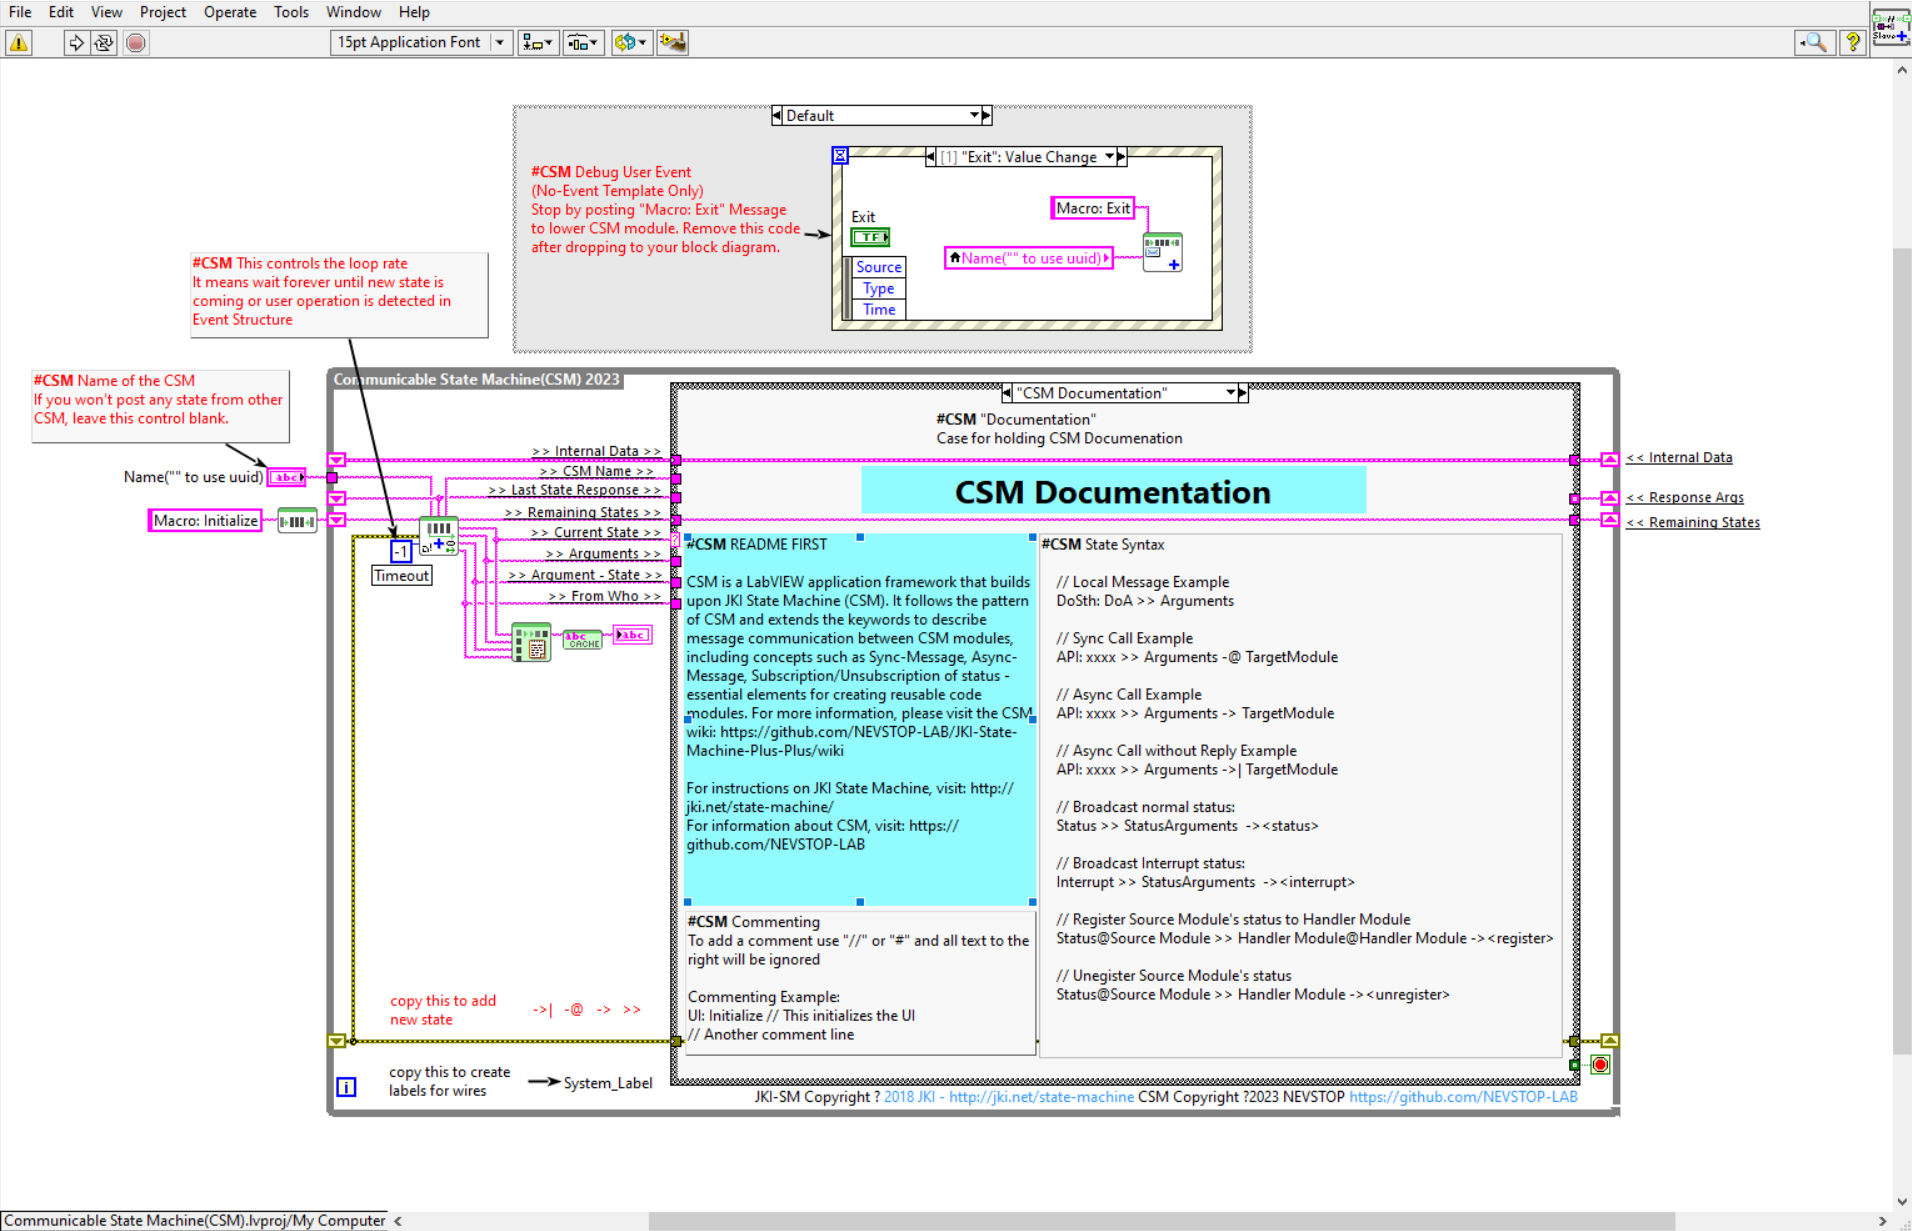 File Edit View Project Operate Tools Window Help
15pt Application Font
Slave
Default
#CSM Debug User Event
(No-Event Template Only)
Stop by posting "Macro: Exit" Message
to lower CSM module. Remove this code
after dropping to your block diagram.
[1] "Exit": Value Change
Macro: Exit
Exit
TF
Name("" to use uuid)
Source
Type
Time
#CSM This controls the loop rate
It means wait forever until new state is
coming or user operation is detected in
Event Structure
#CSM Name of the CSM
If you won't post any state from other
CSM, leave this control blank.
Name("" to use uuid)
abc
Macro: Initialize
Communicable State Machine(CSM) 2023
-1
Timeout
>> Internal Data >>
>> CSM Name >>
>> Last State Response >>
>> Remaining States >>
>> Current State >>
>> Arguments >>
>> Argument - State >>
>> From Who >>
abc
CACHE
abc
"CSM Documentation"
#CSM "Documentation"
Case for holding CSM Documenation
CSM Documentation
#CSM README FIRST
CSM is a LabVIEW application framework that builds
upon JKI State Machine (CSM). It follows the pattern
of CSM and extends the keywords to describe
message communication between CSM modules,
including concepts such as Sync-Message, Async-
Message, Subscription/Unsubscription of status -
essential elements for creating reusable code
modules. For more information, please visit the CSM
wiki: https://github.com/NEVSTOP-LAB/JKI-State-
Machine-Plus-Plus/wiki
For instructions on JKI State Machine, visit: http://
jki.net/state-machine/
For information about CSM, visit: https://
github.com/NEVSTOP-LAB
#CSM Commenting
To add a comment use "//" or "#" and all text to the
right will be ignored
Commenting Example:
UI: Initialize // This initializes the UI
// Another comment line
#CSM State Syntax
// Local Message Example
DoSth: DoA >> Arguments
// Sync Call Example
API: xxxx >> Arguments -@ TargetModule
// Async Call Example
API: xxxx >> Arguments -> TargetModule
// Async Call without Reply Example
API: xxxx >> Arguments ->| TargetModule
// Broadcast normal status:
Status >> StatusArguments -><status>
// Broadcast Interrupt status:
Interrupt >> StatusArguments -><interrupt>
// Register Source Module's status to Handler Module
Status@Source Module >> Handler Module@Handler Module -><register>
// Unegister Source Module's status
Status@Source Module >> Handler Module -><unregister>
<< Internal Data
<< Response Args
<< Remaining States
copy this to add
new state
->| -@ -> >>
i
copy this to create
labels for wires
System_Label
JKI-SM Copyright ? 2018 JKI - http://jki.net/state-machine CSM Copyright ?2023 NEVSTOP https://github.com/NEVSTOP-LAB
Communicable State Machine(CSM).lvproj/My Computer